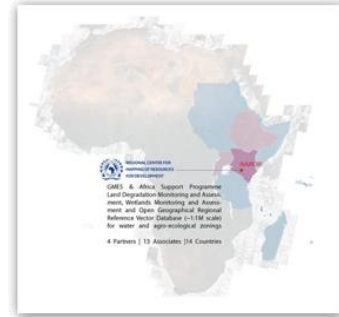 REGIONAL CENTRE FOR
MAPPING OF RESOURCES
FOR DEVELOPMENT
NAIROBI
GMES & Africa Support Programme
Land Degradation Monitoring and Assess-
ment, Wetlands Monitoring and Assess-
ment and Open Geographical Regional
Reference Vector Database (~1/1M scale)
for water and agro-ecological zonings
4 Partners | 13 Associates |14 Countries